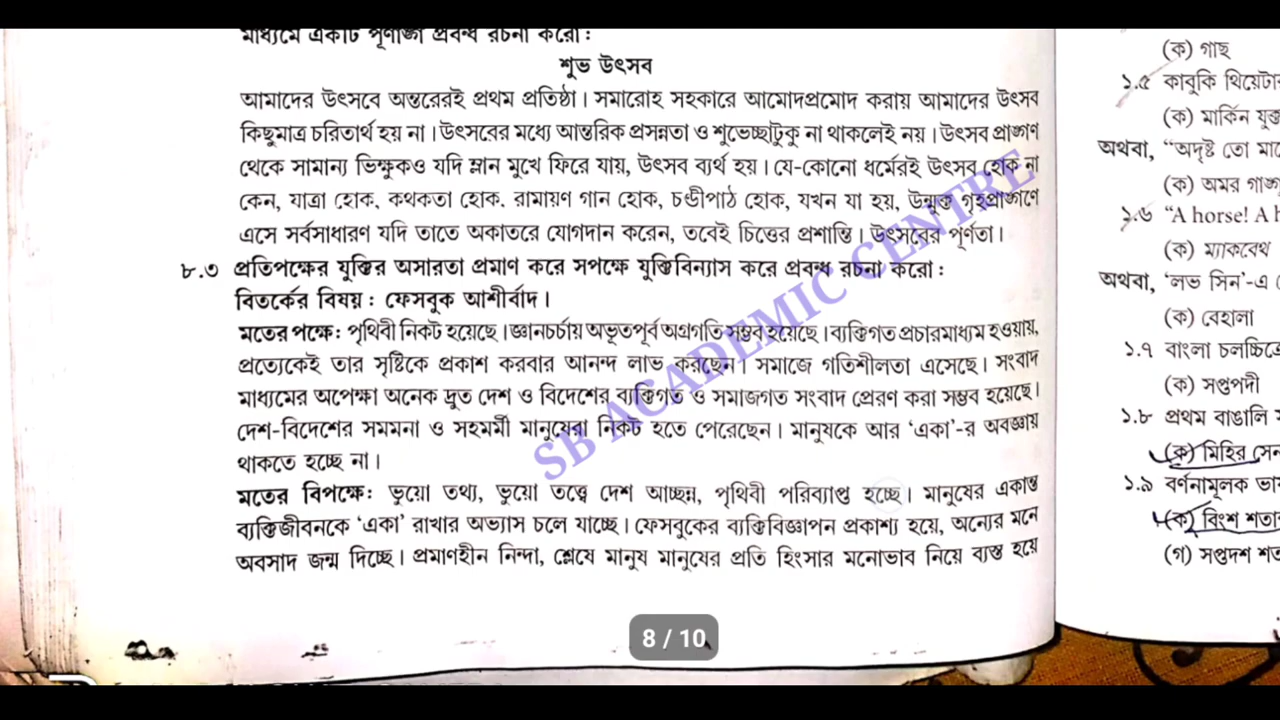 মাধ্যমে একটি পূর্ণাঙ্গ প্রবন্ধ রচনা করো :
শুভ উৎসব
আমাদের উৎসবে অন্তরেরই প্রথম প্রতিষ্ঠা। সমারোহ সহকারে আমোদপ্রমোদ করায় আমাদের উৎসব
কিছুমাত্র চরিতার্থ হয় না। উৎসবের মধ্যে আন্তরিক প্রসন্নতা ও শুভেচ্ছাটুকু না থাকলেই নয়। উৎসব প্রাঙ্গণ
থেকে সামান্য ভিক্ষুকও যদি ম্লান মুখে ফিরে যায়, উৎসব ব্যর্থ হয়। যে-কোনো ধর্মেরই উৎসব হোক না
কেন, যাত্রা হোক, কথকতা হোক, রামায়ণ গান হোক, চণ্ডীপাঠ হোক, যখন যা হয়, উন্মুক্ত গৃহপ্রাঙ্গণে
এসে সর্বসাধারণ যদি তাতে অকাতরে যোগদান করেন, তবেই চিত্তের প্রশান্তি। উৎসবের পূর্ণতা।
৮.৩ প্রতিপক্ষের যুক্তির অসারতা প্রমাণ করে সপক্ষে যুক্তিবিন্যাস করে প্রবন্ধ রচনা করো :
বিতর্কের বিষয় : ফেসবুক আশীর্বাদ।
মতের পক্ষে: পৃথিবী নিকট হয়েছে। জ্ঞানচর্চায় অভূতপূর্ব অগ্রগতি সম্ভব হয়েছে। ব্যক্তিগত প্রচারমাধ্যম হওয়ায়,
প্রত্যেকেই তার সৃষ্টিকে প্রকাশ করবার আনন্দ লাভ করছেন। সমাজে গতিশীলতা এসেছে। সংবাদ
মাধ্যমের অপেক্ষা অনেক দ্রুত দেশ ও বিদেশের ব্যক্তিগত ও সমাজগত সংবাদ প্রেরণ করা সম্ভব হয়েছে।
দেশ-বিদেশের সমমনা ও সহমর্মী মানুষেরা নিকট হতে পেরেছেন। মানুষকে আর ‘একা’-র অবজ্ঞায়
থাকতে হচ্ছে না।
মতের বিপক্ষে: ভুয়ো তথ্য, ভুয়ো তত্ত্বে দেশ আচ্ছন্ন, পৃথিবী পরিব্যাপ্ত হচ্ছে। মানুষের একান্ত
ব্যক্তিজীবনকে ‘একা’ রাখার অভ্যাস চলে যাচ্ছে। ফেসবুকের ব্যক্তিবিজ্ঞাপন প্রকাশ্য হয়ে, অন্যের মনে
অবসাদ জন্ম দিচ্ছে। প্রমাণহীন নিন্দা, শ্লেষে মানুষ মানুষের প্রতি হিংসার মনোভাব নিয়ে ব্যস্ত হয়ে
SB ACADEMIC CENTRE
8 / 10
(ক) গাছ
১.৫ কাবুকি থিয়েটার
(ক) মার্কিন যুক্ত
অথবা, “অদৃষ্ট তো মানে
(ক) অমর গাঙ্গ
১.৬ “A horse! A h
(ক) ম্যাকবেথ
অথবা, ‘লভ সিন’-এ
(ক) বেহালা
১.৭ বাংলা চলচ্চিত্রে
(ক) সপ্তপদী
১.৮ প্রথম বাঙালি
(ক) মিহির সেন
১.৯ বর্ণনামূলক ভাষ
(ক) বিংশ শতা
(গ) সপ্তদশ শত